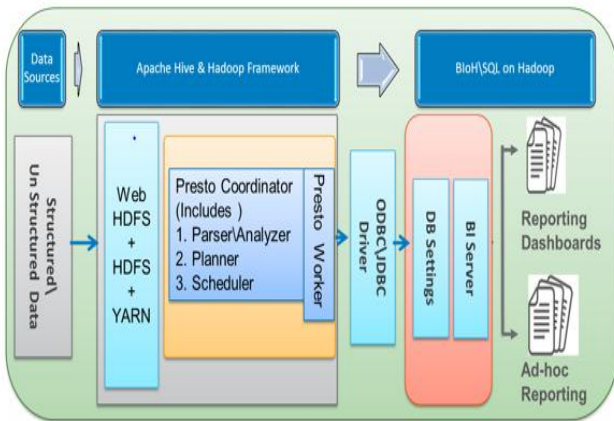 Data
Sources
Apache Hive & Hadoop Framework
BIoH\SQL on Hadoop
Structured\
Un Structured Data
Web
HDFS
+
HDFS
+
YARN
Presto Coordinator
(Includes )
1. Parser\Analyzer
2. Planner
3. Scheduler
Presto Worker
ODBC\JDBC
Driver
DB Settings
BI Server
Reporting
Dashboards
Ad-hoc
Reporting